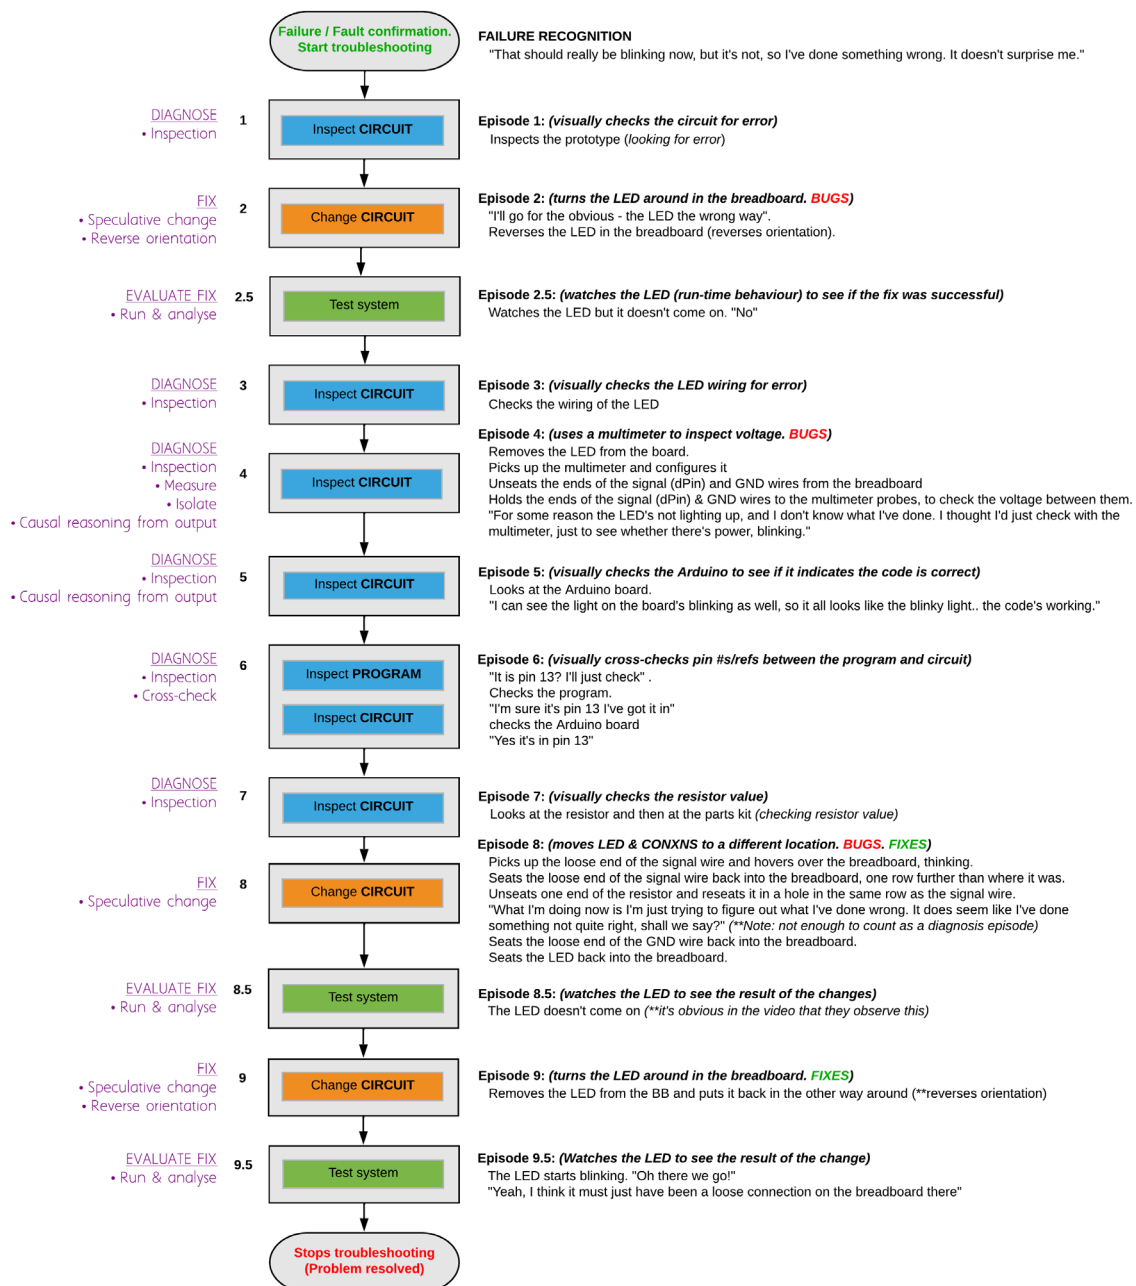 Failure / Fault confirmation.
Start troubleshooting
FAILURE RECOGNITION
"That should really be blinking now, but it's not, so I've done something wrong. It doesn't surprise me."
DIAGNOSE
• Inspection
1
Inspect CIRCUIT
Episode 1: (visually checks the circuit for error)
Inspects the prototype (looking for error)
FIX
• Speculative change
• Reverse orientation
2
Change CIRCUIT
Episode 2: (turns the LED around in the breadboard. BUGS)
"I'll go for the obvious - the LED the wrong way".
Reverses the LED in the breadboard (reverses orientation).
EVALUATE FIX
• Run & analyse
2.5
Test system
Episode 2.5: (watches the LED (run-time behaviour) to see if the fix was successful)
Watches the LED but it doesn't come on. "No"
DIAGNOSE
• Inspection
3
Inspect CIRCUIT
Episode 3: (visually checks the LED wiring for error)
Checks the wiring of the LED
DIAGNOSE
• Inspection
• Measure
• Isolate
• Causal reasoning from output
4
Inspect CIRCUIT
Episode 4: (uses a multimeter to inspect voltage. BUGS)
Removes the LED from the board.
Picks up the multimeter and configures it
Unseats the ends of the signal (dPin) and GND wires from the breadboard
Holds the ends of the signal (dPin) & GND wires to the multimeter probes, to check the voltage between them.
"For some reason the LED's not lighting up, and I don't know what I've done. I thought I'd just check with the
multimeter, just to see whether there's power, blinking."
DIAGNOSE
• Inspection
• Causal reasoning from output
5
Inspect CIRCUIT
Episode 5: (visually checks the Arduino to see if it indicates the code is correct)
Looks at the Arduino board.
"I can see the light on the board's blinking as well, so it all looks like the blinky light.. the code's working."
DIAGNOSE
• Inspection
• Cross-check
6
Inspect PROGRAM
Inspect CIRCUIT
Episode 6: (visually cross-checks pin #s/refs between the program and circuit)
"It is pin 13? I'll just check" .
Checks the program.
"I'm sure it's pin 13 I've got it in"
checks the Arduino board
"Yes it's in pin 13"
DIAGNOSE
• Inspection
7
Inspect CIRCUIT
Episode 7: (visually checks the resistor value)
Looks at the resistor and then at the parts kit (checking resistor value)
FIX
• Speculative change
8
Change CIRCUIT
Episode 8: (moves LED & CONXNS to a different location. BUGS. FIXES)
Picks up the loose end of the signal wire and hovers over the breadboard, thinking.
Seats the loose end of the signal wire back into the breadboard, one row further than where it was.
Unseats one end of the resistor and reseats it in a hole in the same row as the signal wire.
"What I'm doing now is I'm just trying to figure out what I've done wrong. It does seem like I've done
something not quite right, shall we say?" (**Note: not enough to count as a diagnosis episode)
Seats the loose end of the GND wire back into the breadboard.
Seats the LED back into the breadboard.
EVALUATE FIX
• Run & analyse
8.5
Test system
Episode 8.5: (watches the LED to see the result of the changes)
The LED doesn't come on (**it's obvious in the video that they observe this)
FIX
• Speculative change
• Reverse orientation
9
Change CIRCUIT
Episode 9: (turns the LED around in the breadboard. FIXES)
Removes the LED from the BB and puts it back in the other way around (**reverses orientation)
EVALUATE FIX
• Run & analyse
9.5
Test system
Episode 9.5: (Watches the LED to see the result of the change)
The LED starts blinking. "Oh there we go!"
"Yeah, I think it must just have been a loose connection on the breadboard there"
Stops troubleshooting
(Problem resolved)